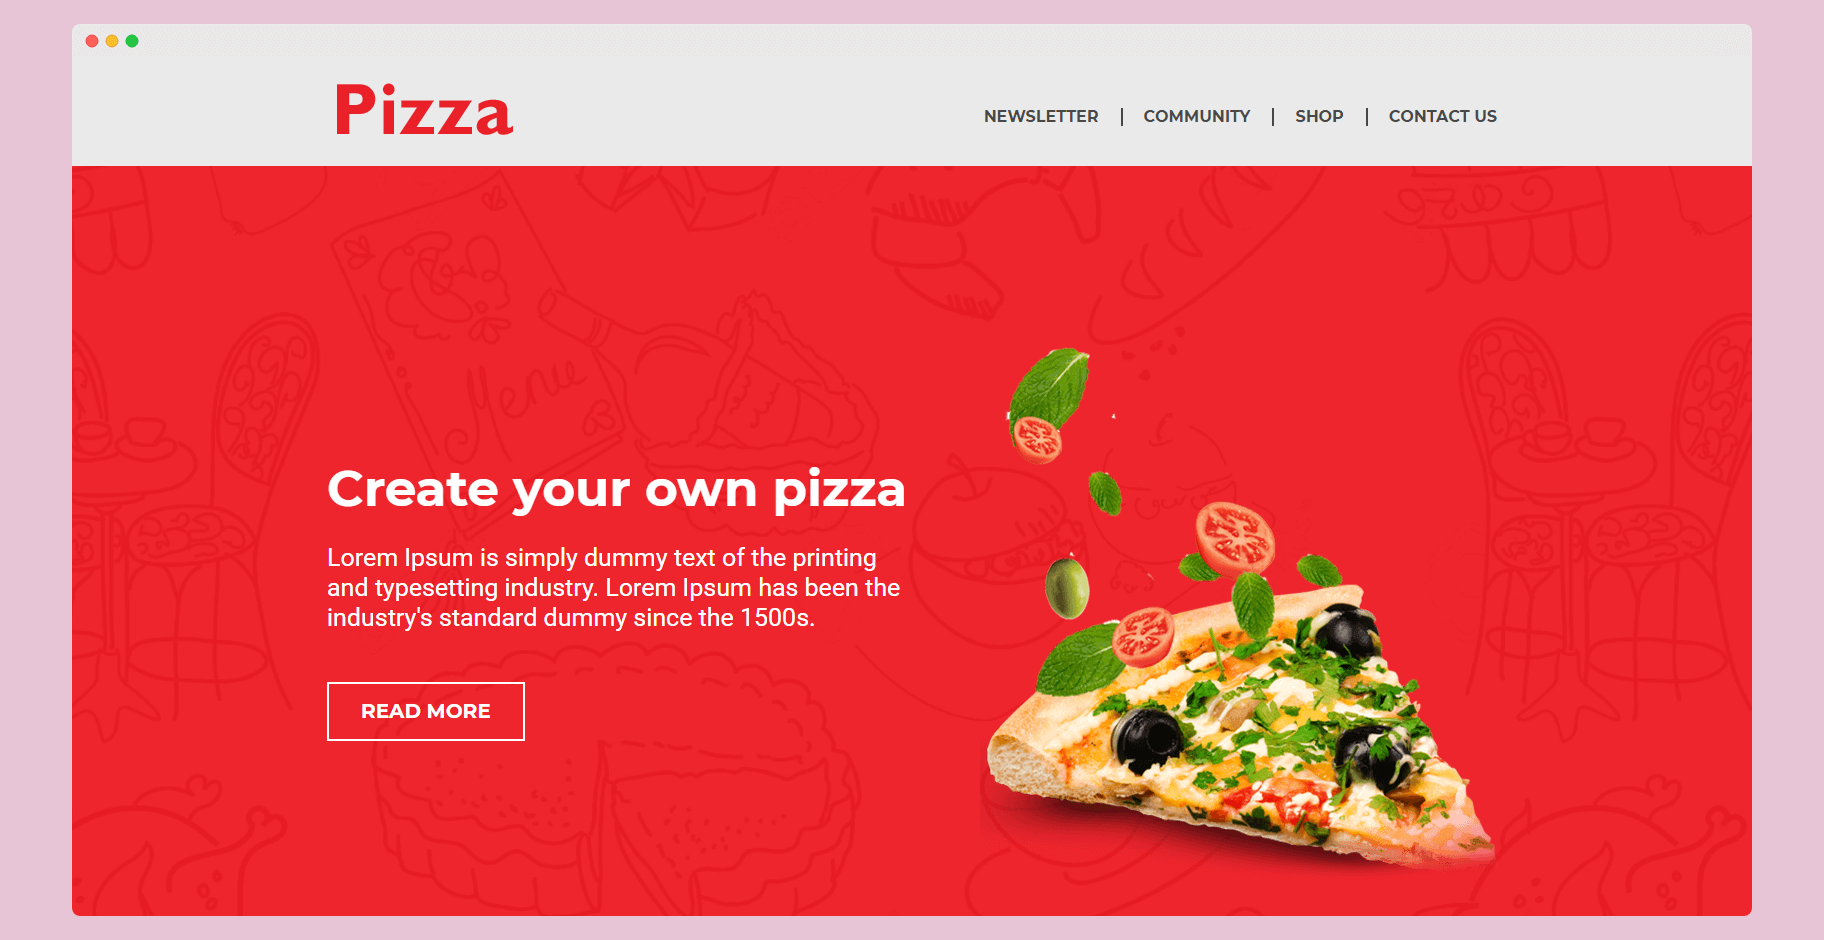 Pizza
NEWSLETTER | COMMUNITY | SHOP | CONTACT US
Menu
Create your own pizza
Lorem Ipsum is simply dummy text of the printing
and typesetting industry. Lorem Ipsum has been the
industry's standard dummy since the 1500s.
READ MORE